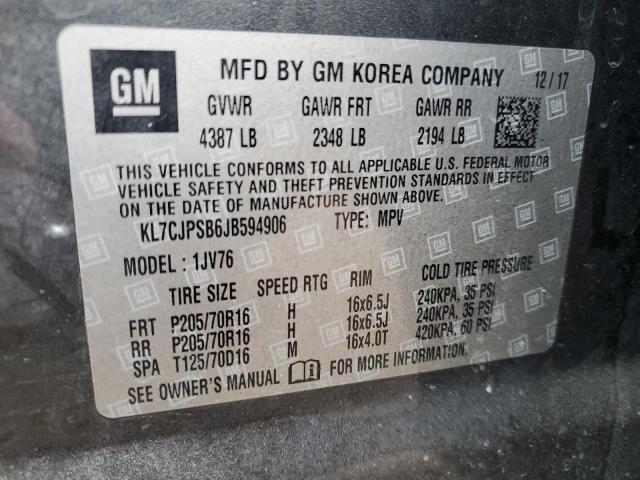 GM MFD BY GM KOREA COMPANY 12/17
GVWR GAWR FRT GAWR RR
4387 LB 2348 LB 2194 LB
THIS VEHICLE CONFORMS TO ALL APPLICABLE U.S. FEDERAL MOTOR
VEHICLE SAFETY AND THEFT PREVENTION STANDARDS IN EFFECT
ON THE DATE OF MANUFACTURE SHOWN ABOVE.
KL7CJPSB6JB594906 TYPE: MPV
MODEL : 1JV76
TIRE SIZE SPEED RTG RIM COLD TIRE PRESSURE
FRT P205/70R16 H 16x6.5J 240KPA, 35 PSI
RR P205/70R16 H 16x6.5J 240KPA, 35 PSI
SPA T125/70D16 M 16x4.0T 420KPA, 60 PSI
SEE OWNER'S MANUAL i FOR MORE INFORMATION.